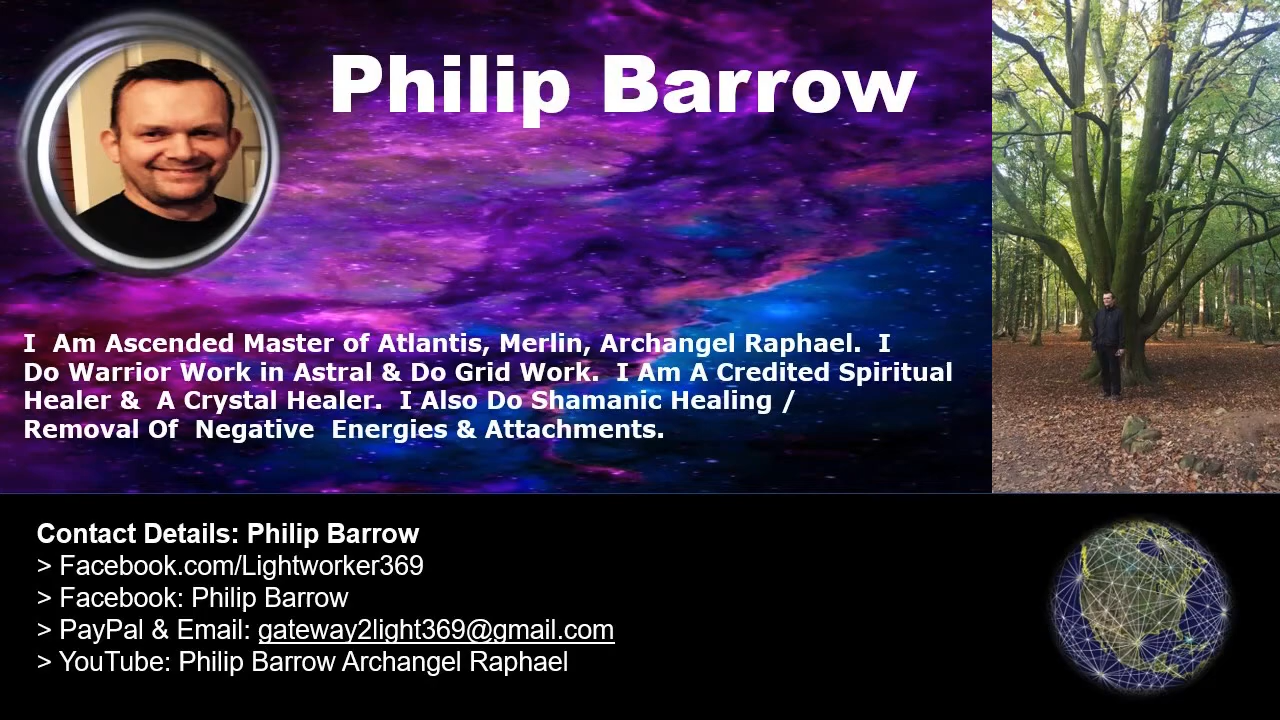 Philip Barrow
I Am Ascended Master of Atlantis, Merlin, Archangel Raphael. I
Do Warrior Work in Astral & Do Grid Work. I Am A Credited Spiritual
Healer & A Crystal Healer. I Also Do Shamanic Healing /
Removal Of Negative Energies & Attachments.
Contact Details: Philip Barrow
> Facebook.com/Lightworker369
> Facebook: Philip Barrow
> PayPal & Email: gateway2light369@gmail.com
> YouTube: Philip Barrow Archangel Raphael